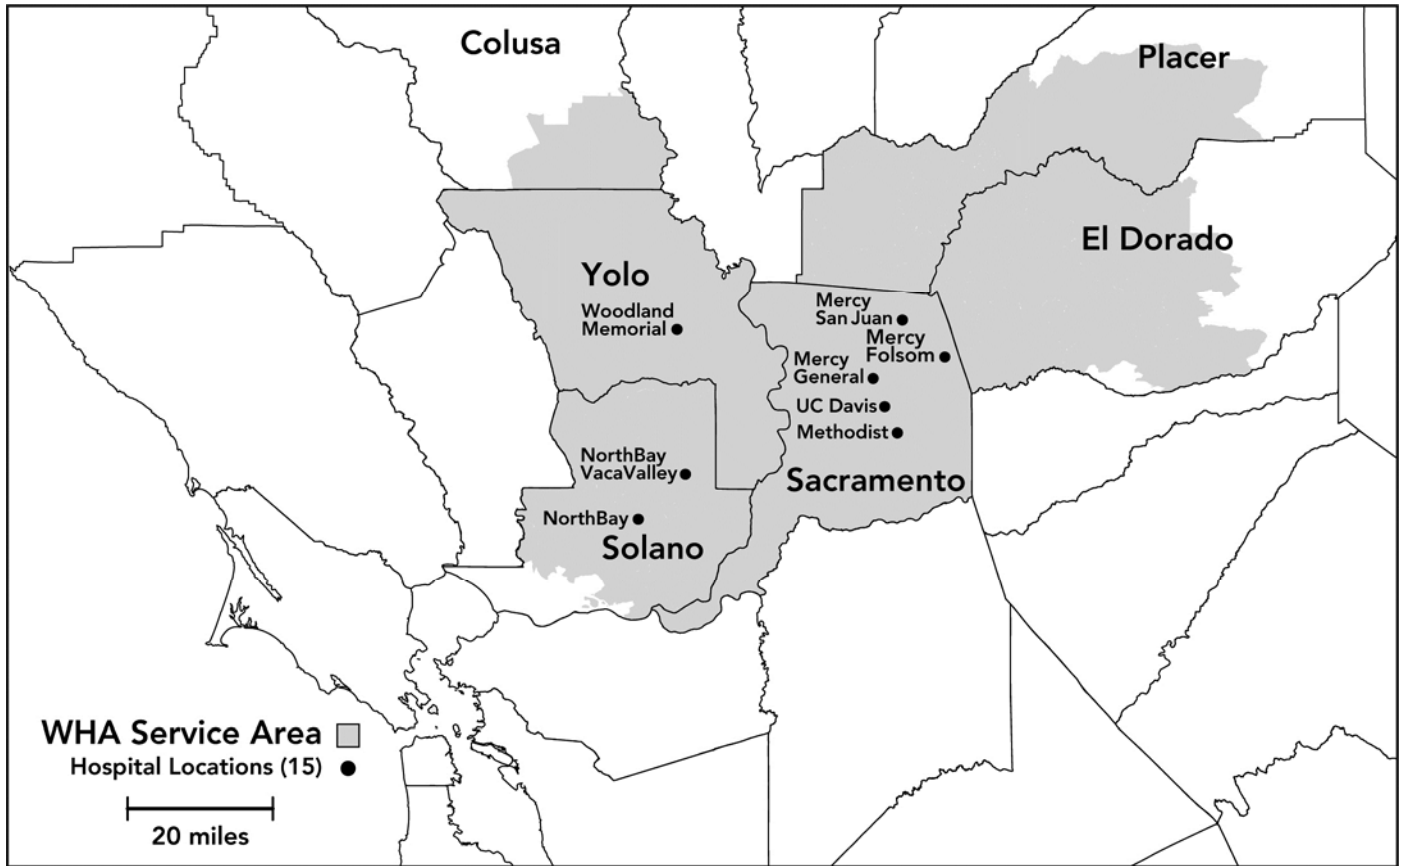 Colusa
Placer
El Dorado
Yolo
Woodland
Memorial
Mercy
San Juan
Mercy
Folsom
Mercy
General
UC Davis
Methodist
Sacramento
NorthBay
VacaValley
NorthBay
Solano
WHA Service Area
Hospital Locations (15)
20 miles